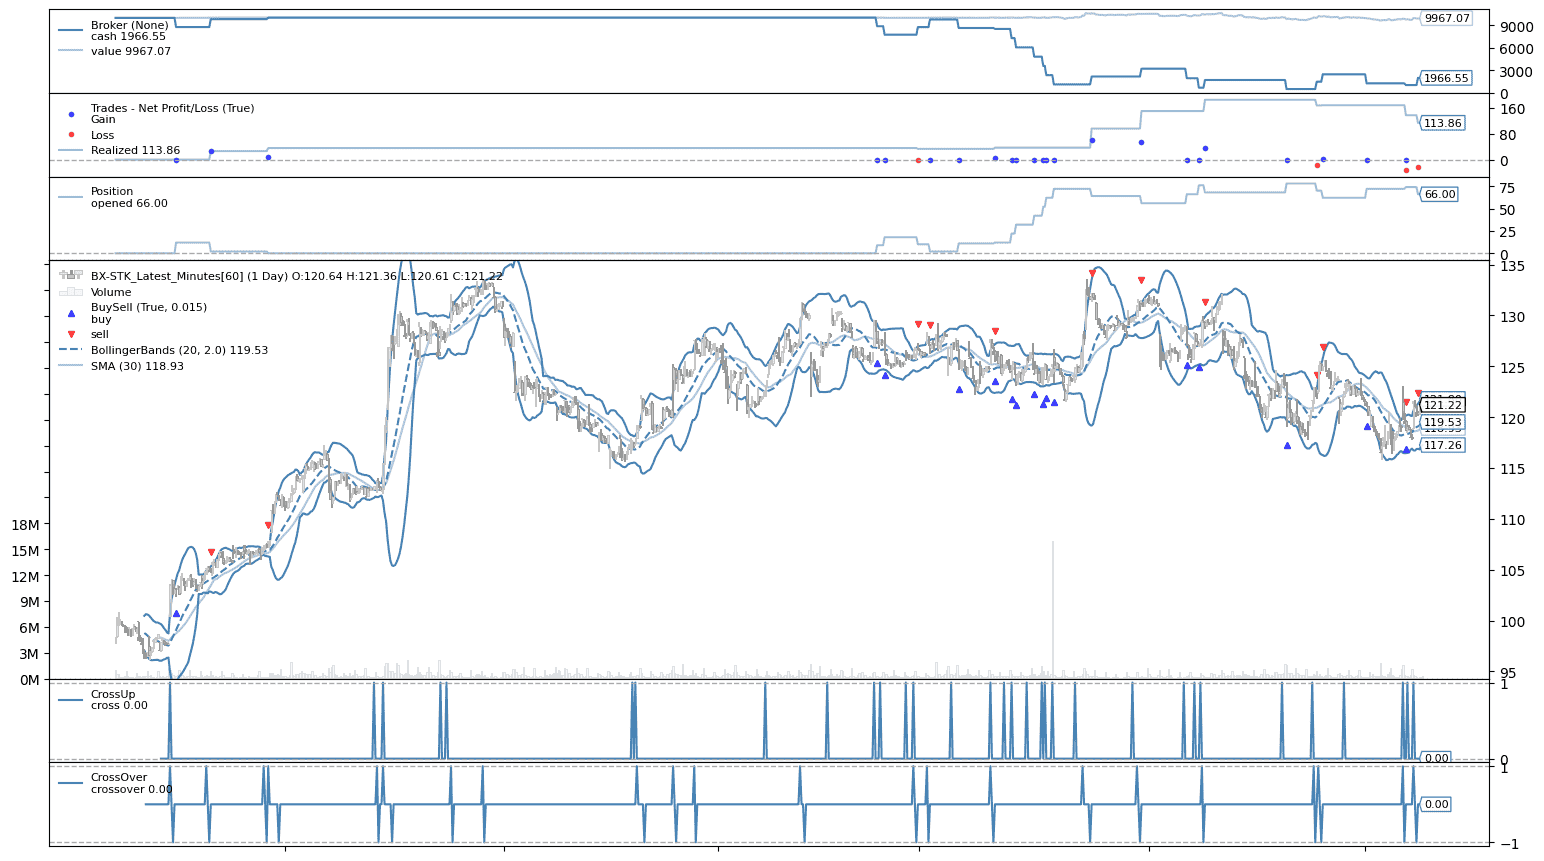 Broker (None)
cash 1966.55
value 9967.07
9967.07
1966.55
9000
6000
3000
0
Trades - Net Profit/Loss (True)
Gain
Loss
Realized 113.86
113.86
160
80
0
Position
opened 66.00
66.00
75
50
25
0
BX-STK_Latest_Minutes[60] (1 Day) O:120.64 H:121.36 L:120.61 C:121.22
Volume
BuySell (True, 0.015)
buy
sell
BollingerBands (20, 2.0) 119.53
SMA (30) 118.93
18M
15M
12M
9M
6M
3M
0M
121.22
119.53
117.26
135
130
125
120
115
110
105
100
95
CrossUp
cross 0.00
0.00
1
0
CrossOver
crossover 0.00
0.00
1
−1